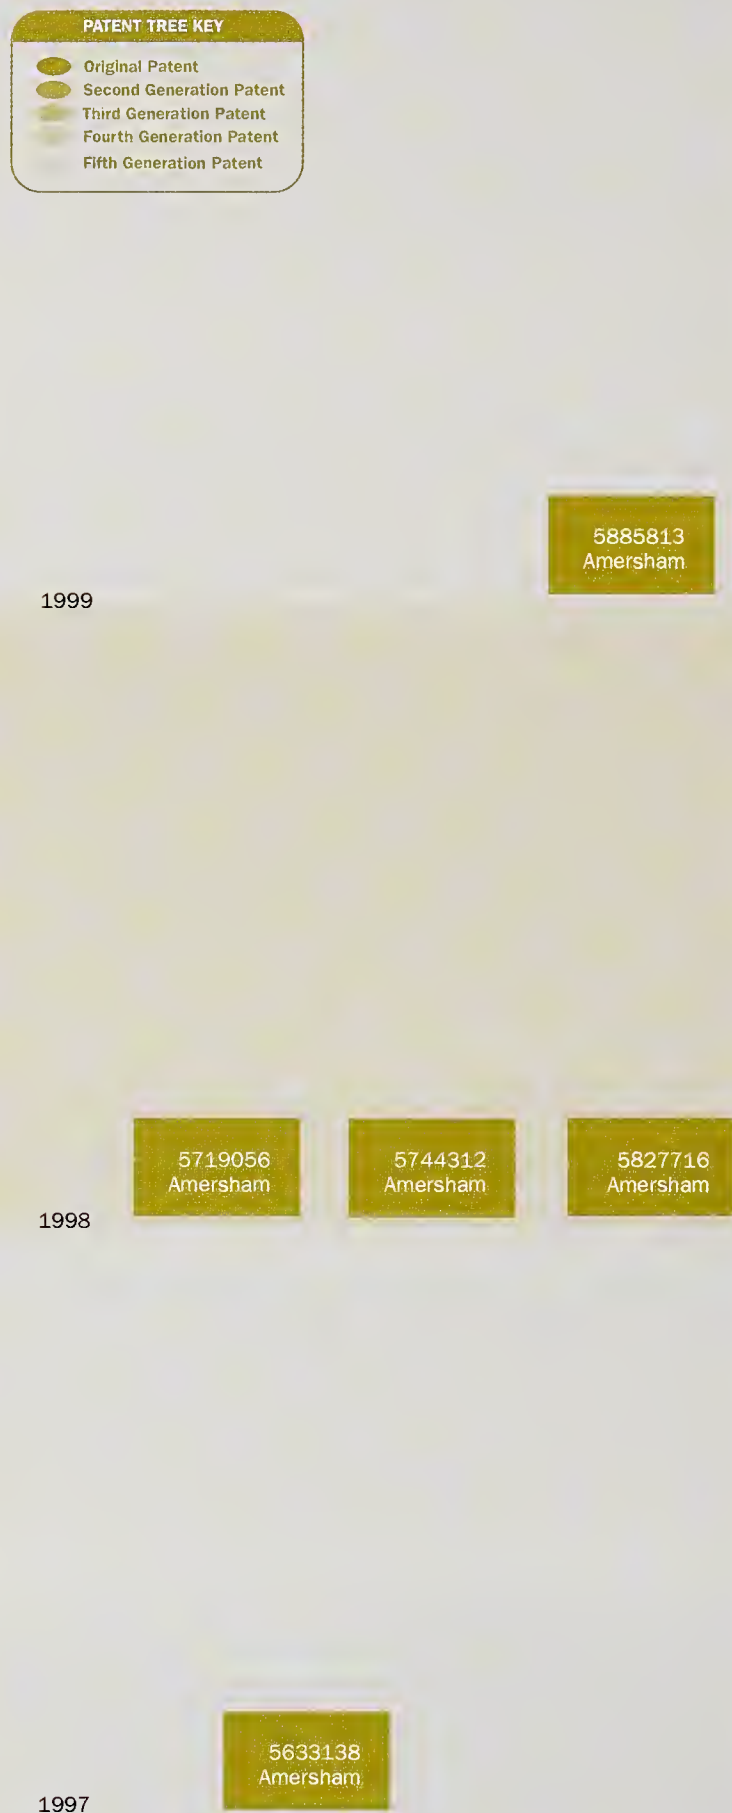 PATENT TREE KEY
Original Patent
Second Generation Patent
Third Generation Patent
Fourth Generation Patent
Fifth Generation Patent
5885813
Amersham
1999
5719056
Amersham
5744312
Amersham
5827716
Amersham
1998
5633138
Amersham
1997